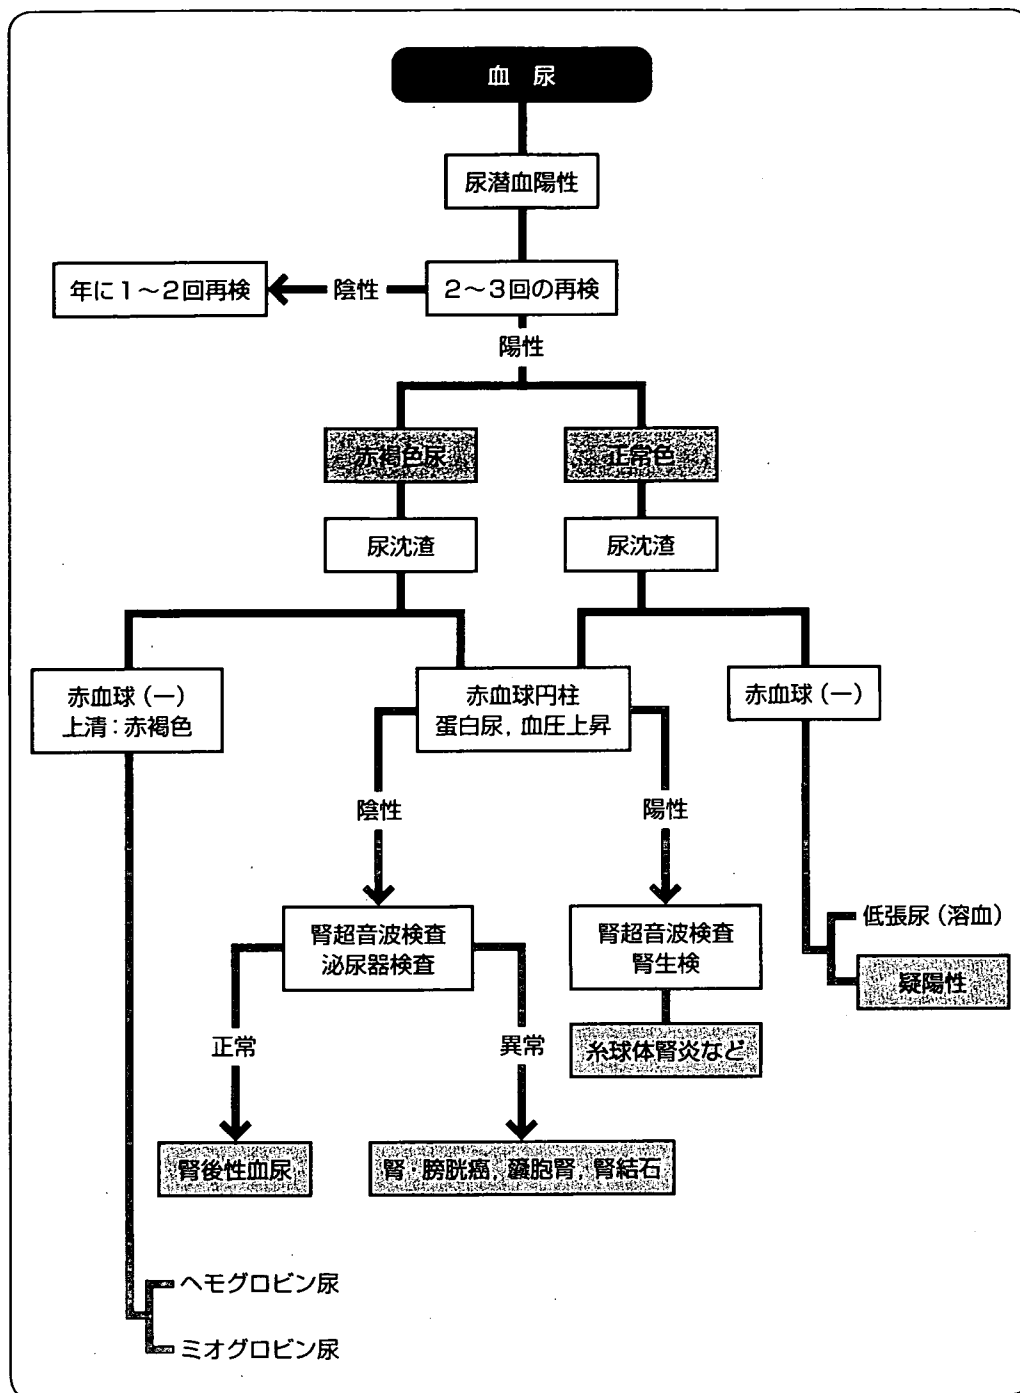 血 尿
尿潜血陽性
年に1〜2回再検
陰性
2〜3回の再検
陽性
赤褐色尿
正常色
尿沈渣
尿沈渣
赤血球(ー)
上清:赤褐色
赤血球円柱
蛋白尿, 血圧上昇
赤血球(ー)
陰性
陽性
腎超音波検査
泌尿器検査
腎超音波検査
腎生検
低張尿(溶血)
疑陽性
正常
異常
糸球体腎炎など
腎後性血尿
腎・膀胱癌, 嚢胞腎, 腎結石
ヘモグロビン尿
ミオグロビン尿